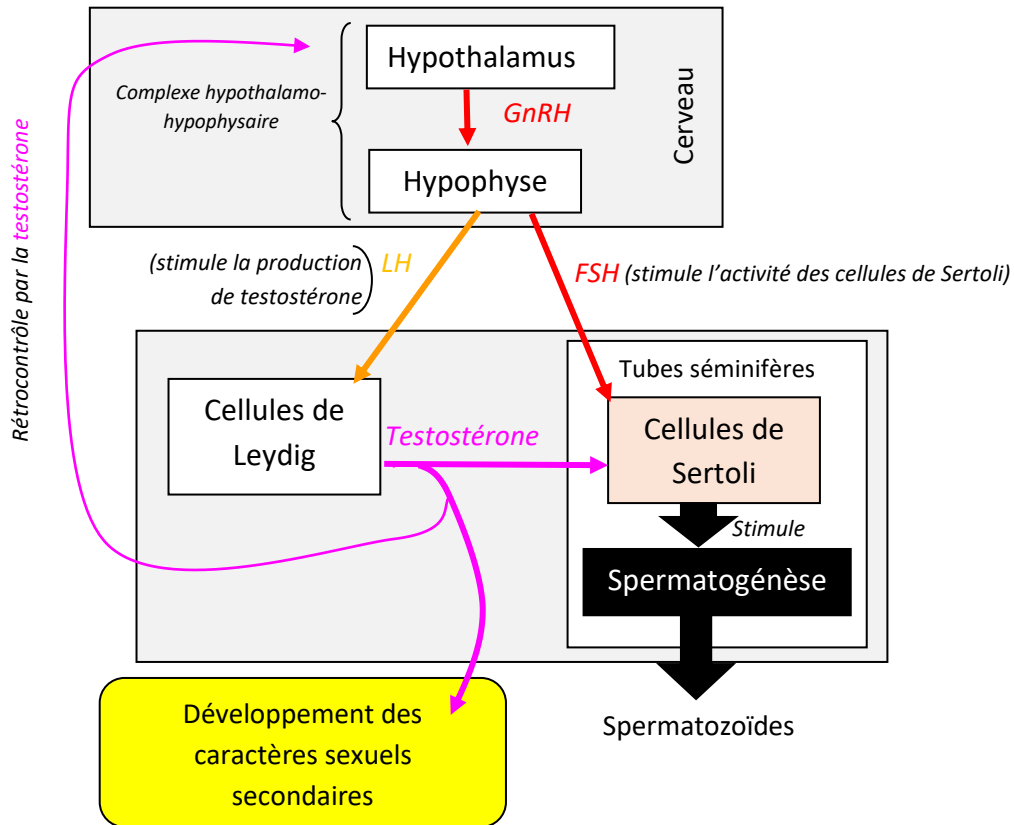 Hypothalamus
Complexe hypothalamo-
hypophysaire
GnRH
Cerveau
Hypophyse
Rétrocontrôle par la testostérone
(stimule la production
de testostérone)
LH
FSH (stimule l’activité des cellules de Sertoli)
Tubes séminifères
Cellules de
Leydig
Testostérone
Cellules de
Sertoli
Stimule
Spermatogénèse
Développement des
caractères sexuels
secondaires
Spermatozoïdes